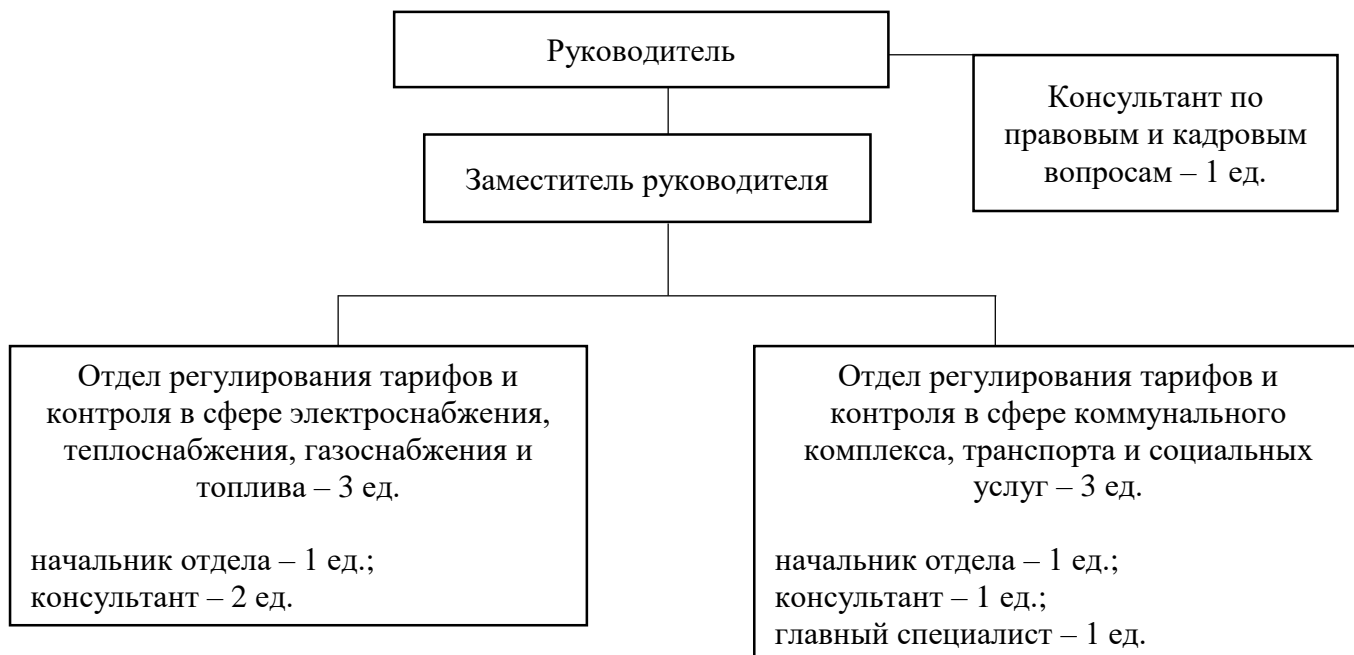 Руководитель
Консультант по
правовым и кадровым
вопросам – 1 ед.
Заместитель руководителя
Отдел регулирования тарифов и
контроля в сфере электроснабжения,
теплоснабжения, газоснабжения и
топлива – 3 ед.
начальник отдела – 1 ед.;
консультант – 2 ед.
Отдел регулирования тарифов и
контроля в сфере коммунального
комплекса, транспорта и социальных
услуг – 3 ед.
начальник отдела – 1 ед.;
консультант – 1 ед.;
главный специалист – 1 ед.